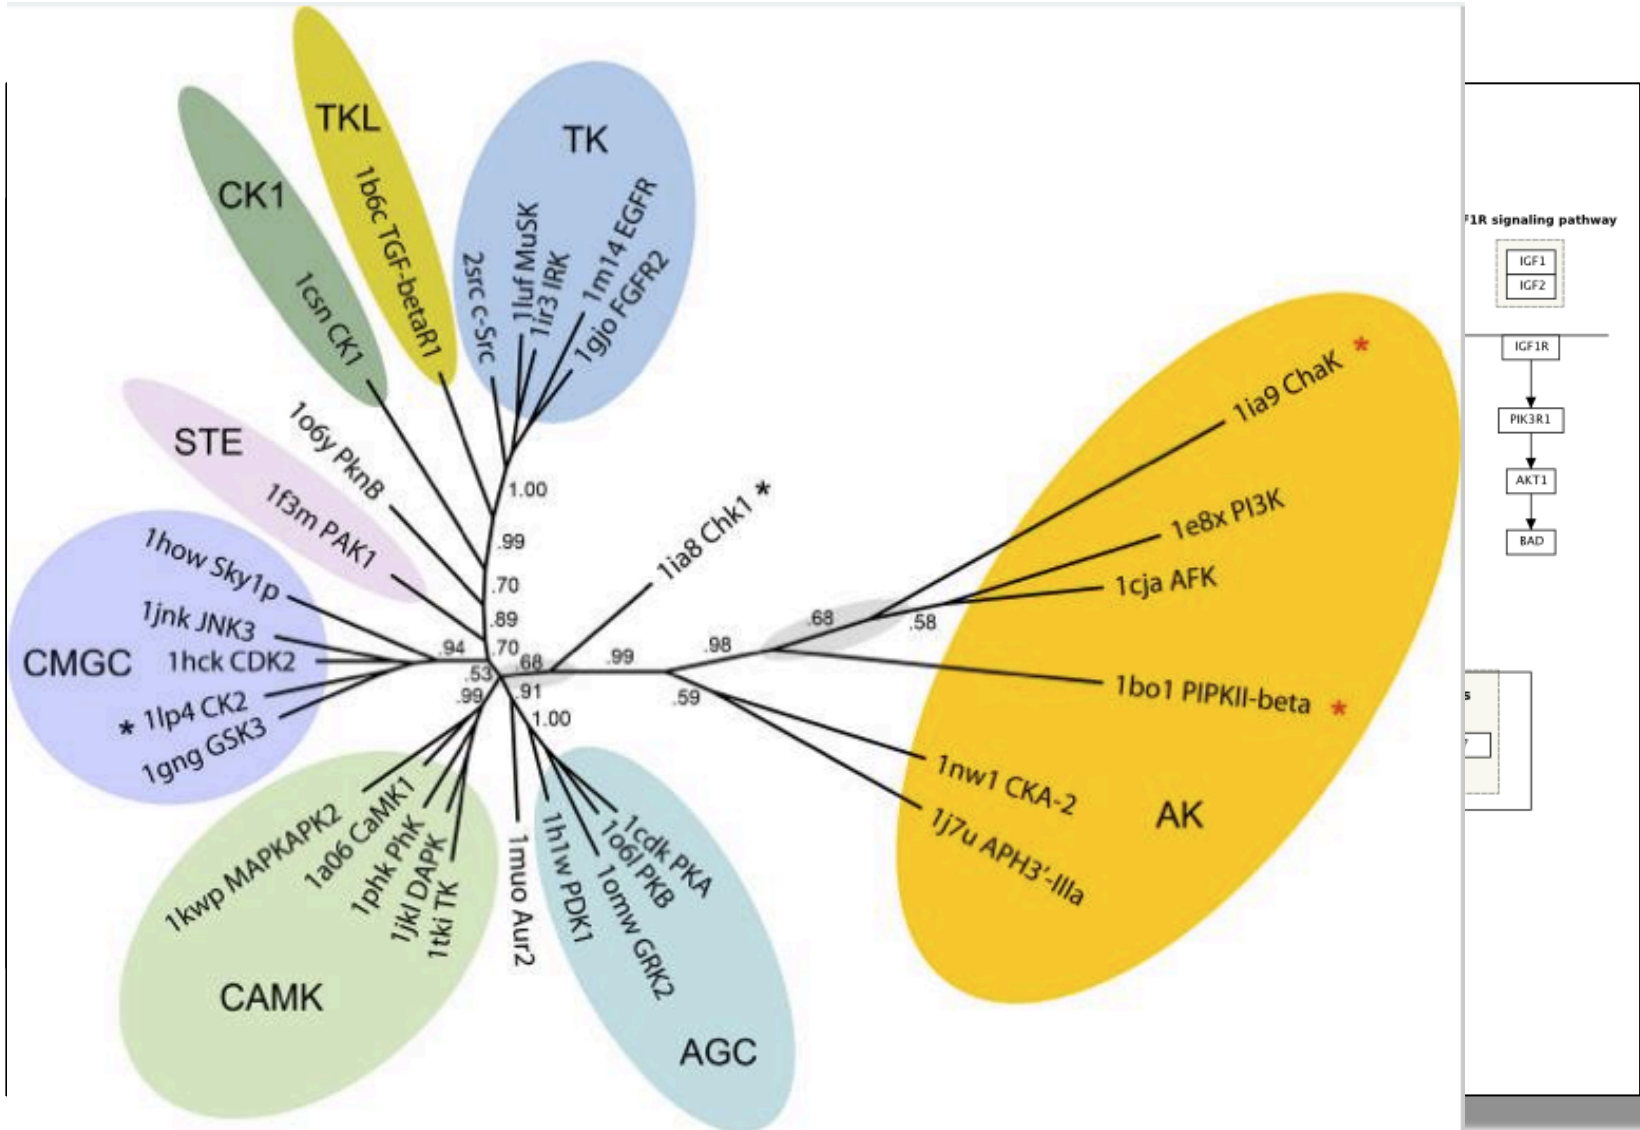 TKL
TK
CK1
1b6c TGF-betaR1
1csn CK1
2src c-Src
1luf MuSK
1ir3 IRK
1m14 EGFR
1gjo FGFR2
STE
1o6y PknB
1f3m PAK1
1.00
.99
.70
.89
.70
1ia8 Chk1 *
CMGC
1how Sky1p
1jnk JNK3
1hck CDK2
* 1lp4 CK2
1gng GSK3
.94
.53
.68
.99
.91
1.00
.99
.98
.59
.68
.58
1ia9 ChaK *
1e8x PI3K
1cja AFK
1bo1 PIPKII-beta *
1nw1 CKA-2
1j7u APH3'-IIIa
AK
1kwp MAPKAPK2
1a06 CaMK1
1phk PhK
1jkl DAPK
1tki TK
CAMK
1muo Aur2
1h1w PDK1
1omw GRK2
1o6l PKB
1cdk PKA
AGC
F1R signaling pathway
IGF1
IGF2
IGF1R
PIK3R1
AKT1
BAD
s